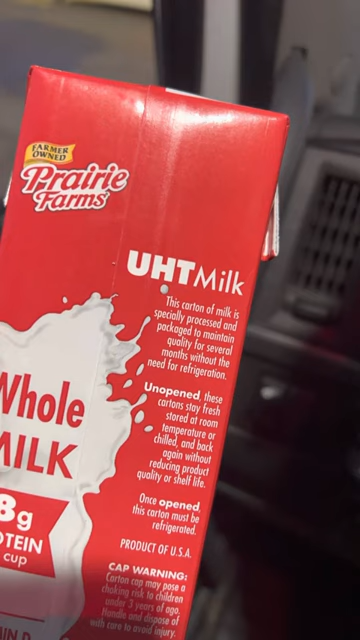 FARMER
OWNED
Prairie
Farms
UHT Milk
This carton of milk is
specially processed and
packaged to maintain
quality for several
months without the
need for refrigeration.
Unopened, these
cartons stay fresh
stored at room
temperature or
chilled, and back
again without
reducing product
quality or shelf life.
Once opened,
this carton must be
refrigerated.
PRODUCT OF U.S.A.
CAP WARNING:
Carton cap may pose a
choking risk to children
under 3 years of age.
Handle and dispose of
with care to avoid injury.
Whole
MILK
8g
PROTEIN
cup